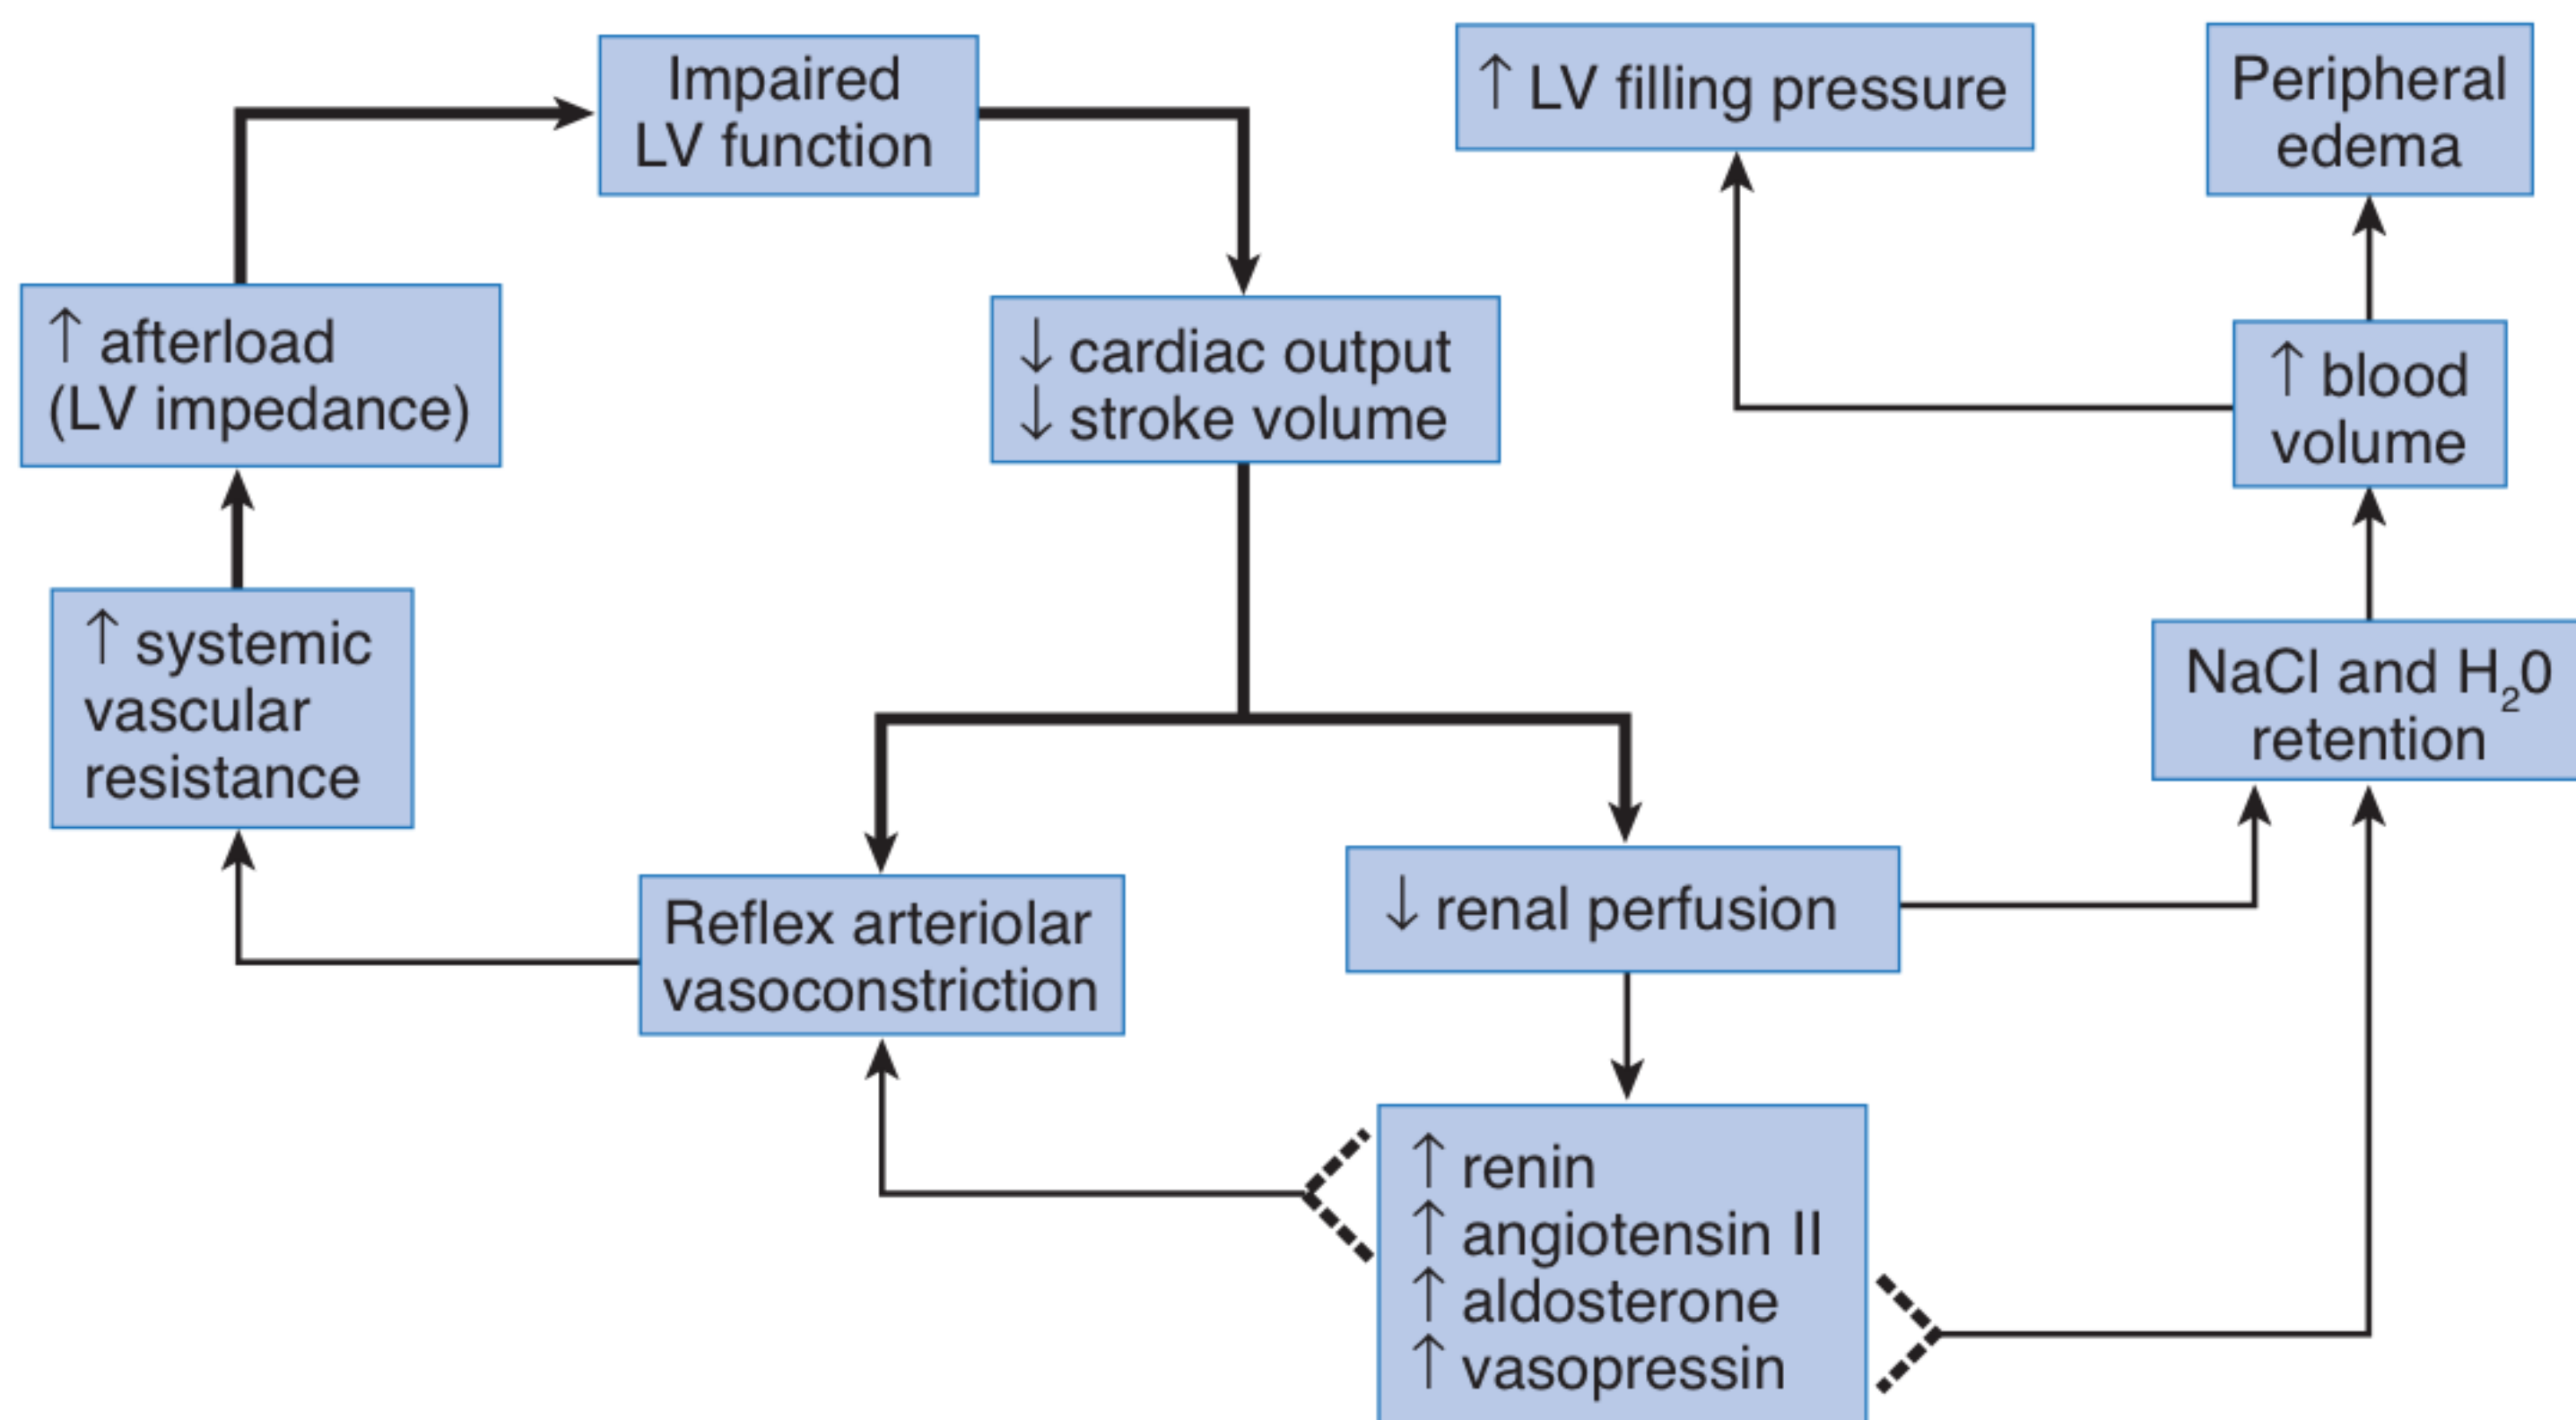 Impaired
LV function
↑ LV filling pressure
Peripheral
edema
↑ afterload
(LV impedance)
↓ cardiac output
↓ stroke volume
↑ blood
volume
↑ systemic
vascular
resistance
NaCl and H₂0
retention
Reflex arteriolar
vasoconstriction
↓ renal perfusion
↑ renin
↑ angiotensin II
↑ aldosterone
↑ vasopressin